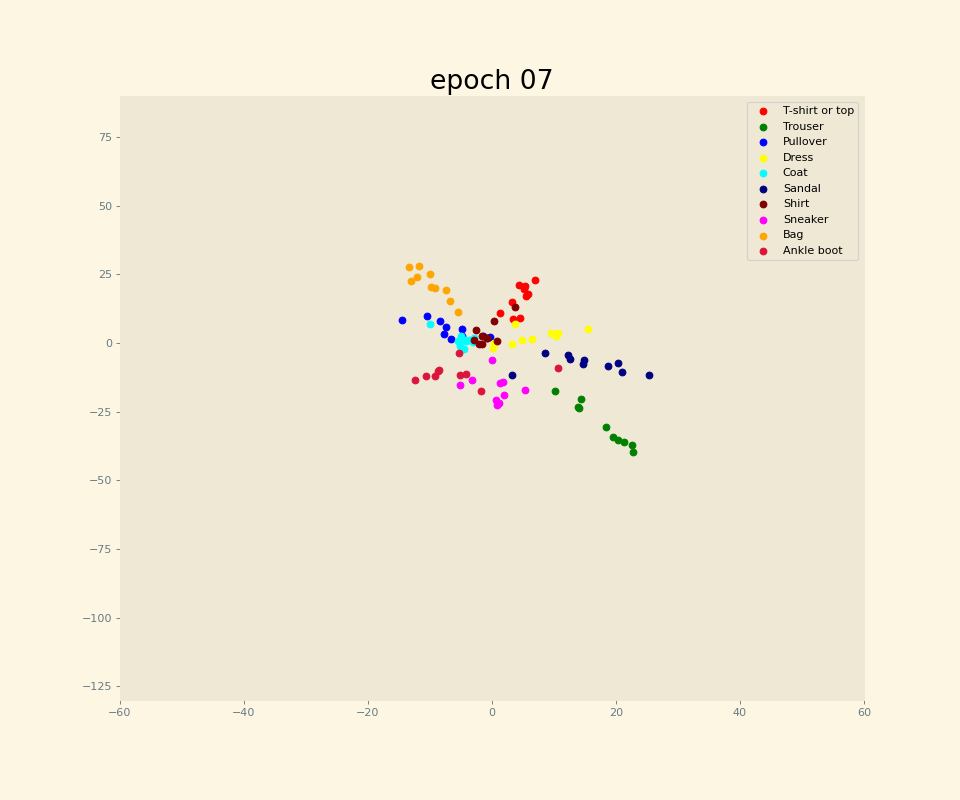 epoch 07
T-shirt or top
Trouser
Pullover
Dress
Coat
Sandal
Shirt
Sneaker
Bag
Ankle boot
75
50
25
0
−25
−50
−75
−100
−125
−60 −40 −20 0 20 40 60